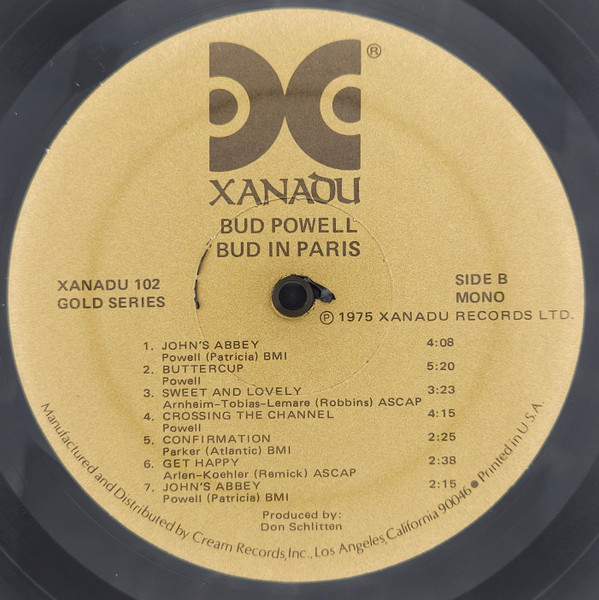 ®
XANADU
BUD POWELL
BUD IN PARIS
XANADU 102
GOLD SERIES
SIDE B
MONO
℗ 1975 XANADU RECORDS LTD.
1. JOHN'S ABBEY 4:08
Powell (Patricia) BMI
2. BUTTERCUP 5:20
Powell
3. SWEET AND LOVELY 3:23
Arnheim-Tobias-Lemare (Robbins) ASCAP
4. CROSSING THE CHANNEL 4:15
Powell
5. CONFIRMATION 2:25
Parker (Atlantic) BMI
6. GET HAPPY 2:38
Arlen-Koehler (Remick) ASCAP
7. JOHN'S ABBEY 2:15
Powell (Patricia) BMI
Produced by:
Don Schlitten
Manufactured and Distributed by Cream Records, Inc., Los Angeles, California 90046 ● Printed in U.S.A.